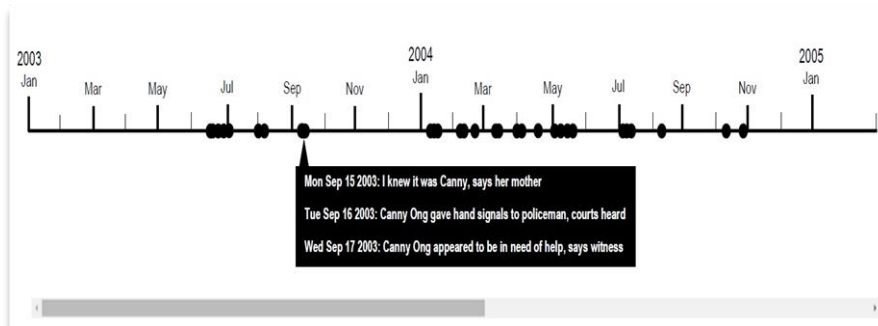 2003
2004
2005
Jan
Mar
May
Jul
Sep
Nov
Jan
Mar
May
Jul
Sep
Nov
Jan
Mon Sep 15 2003: I knew it was Canny, says her mother
Tue Sep 16 2003: Canny Ong gave hand signals to policeman, courts heard
Wed Sep 17 2003: Canny Ong appeared to be in need of help, says witness